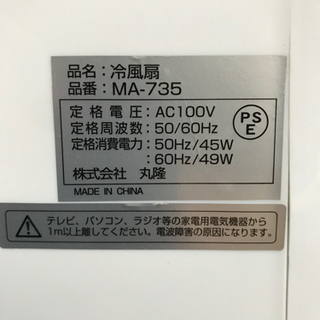 品名：冷風扇
品番：MA-735
定格電圧：AC100V
定格周波数：50/60Hz
定格消費電力：50Hz/45W
60Hz/49W
株式会社 丸隆
MADE IN CHINA
PS
E
テレビ、パソコン、ラジオ等の家電用電気機器から
1m以上離してください。電波障害の原因になります。